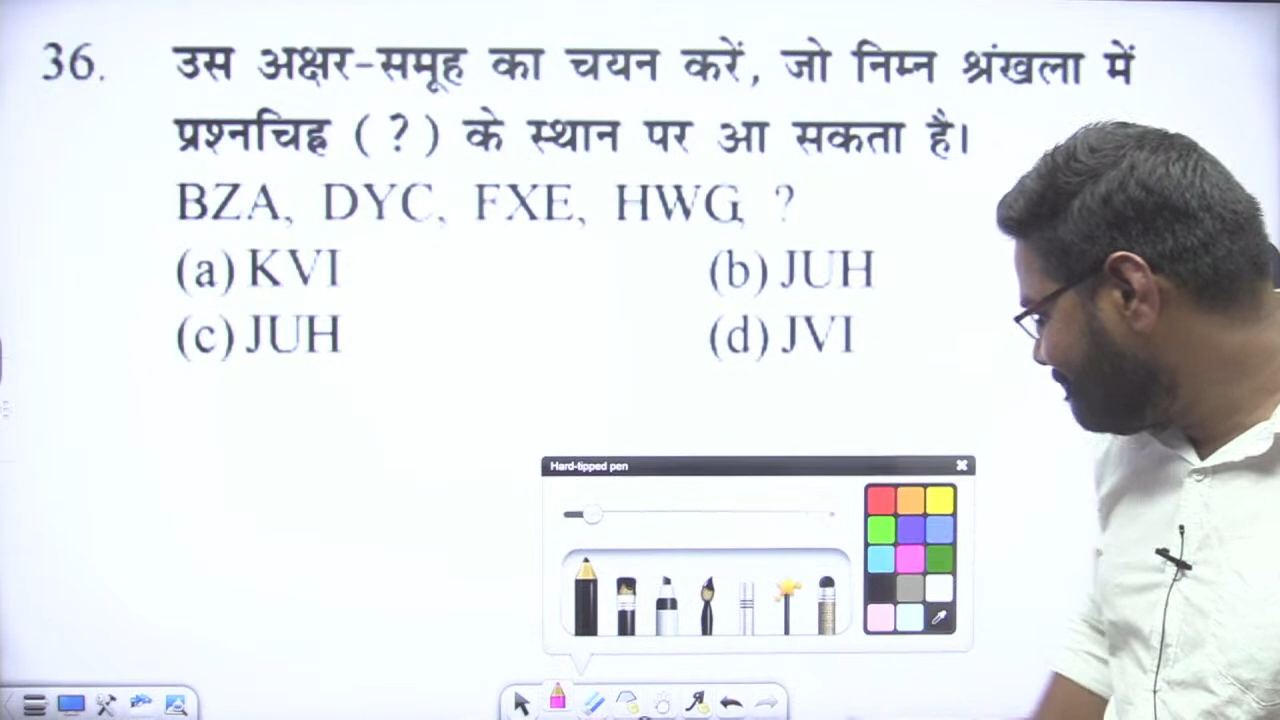 36. उस अक्षर-समूह का चयन करें, जो निम्न श्रंखला में
प्रश्नचिह्न (?) के स्थान पर आ सकता है।
BZA, DYC, FXE, HWG, ?
(a) KVI (b) JUH
(c) JUH (d) JVI
Hard-tipped pen